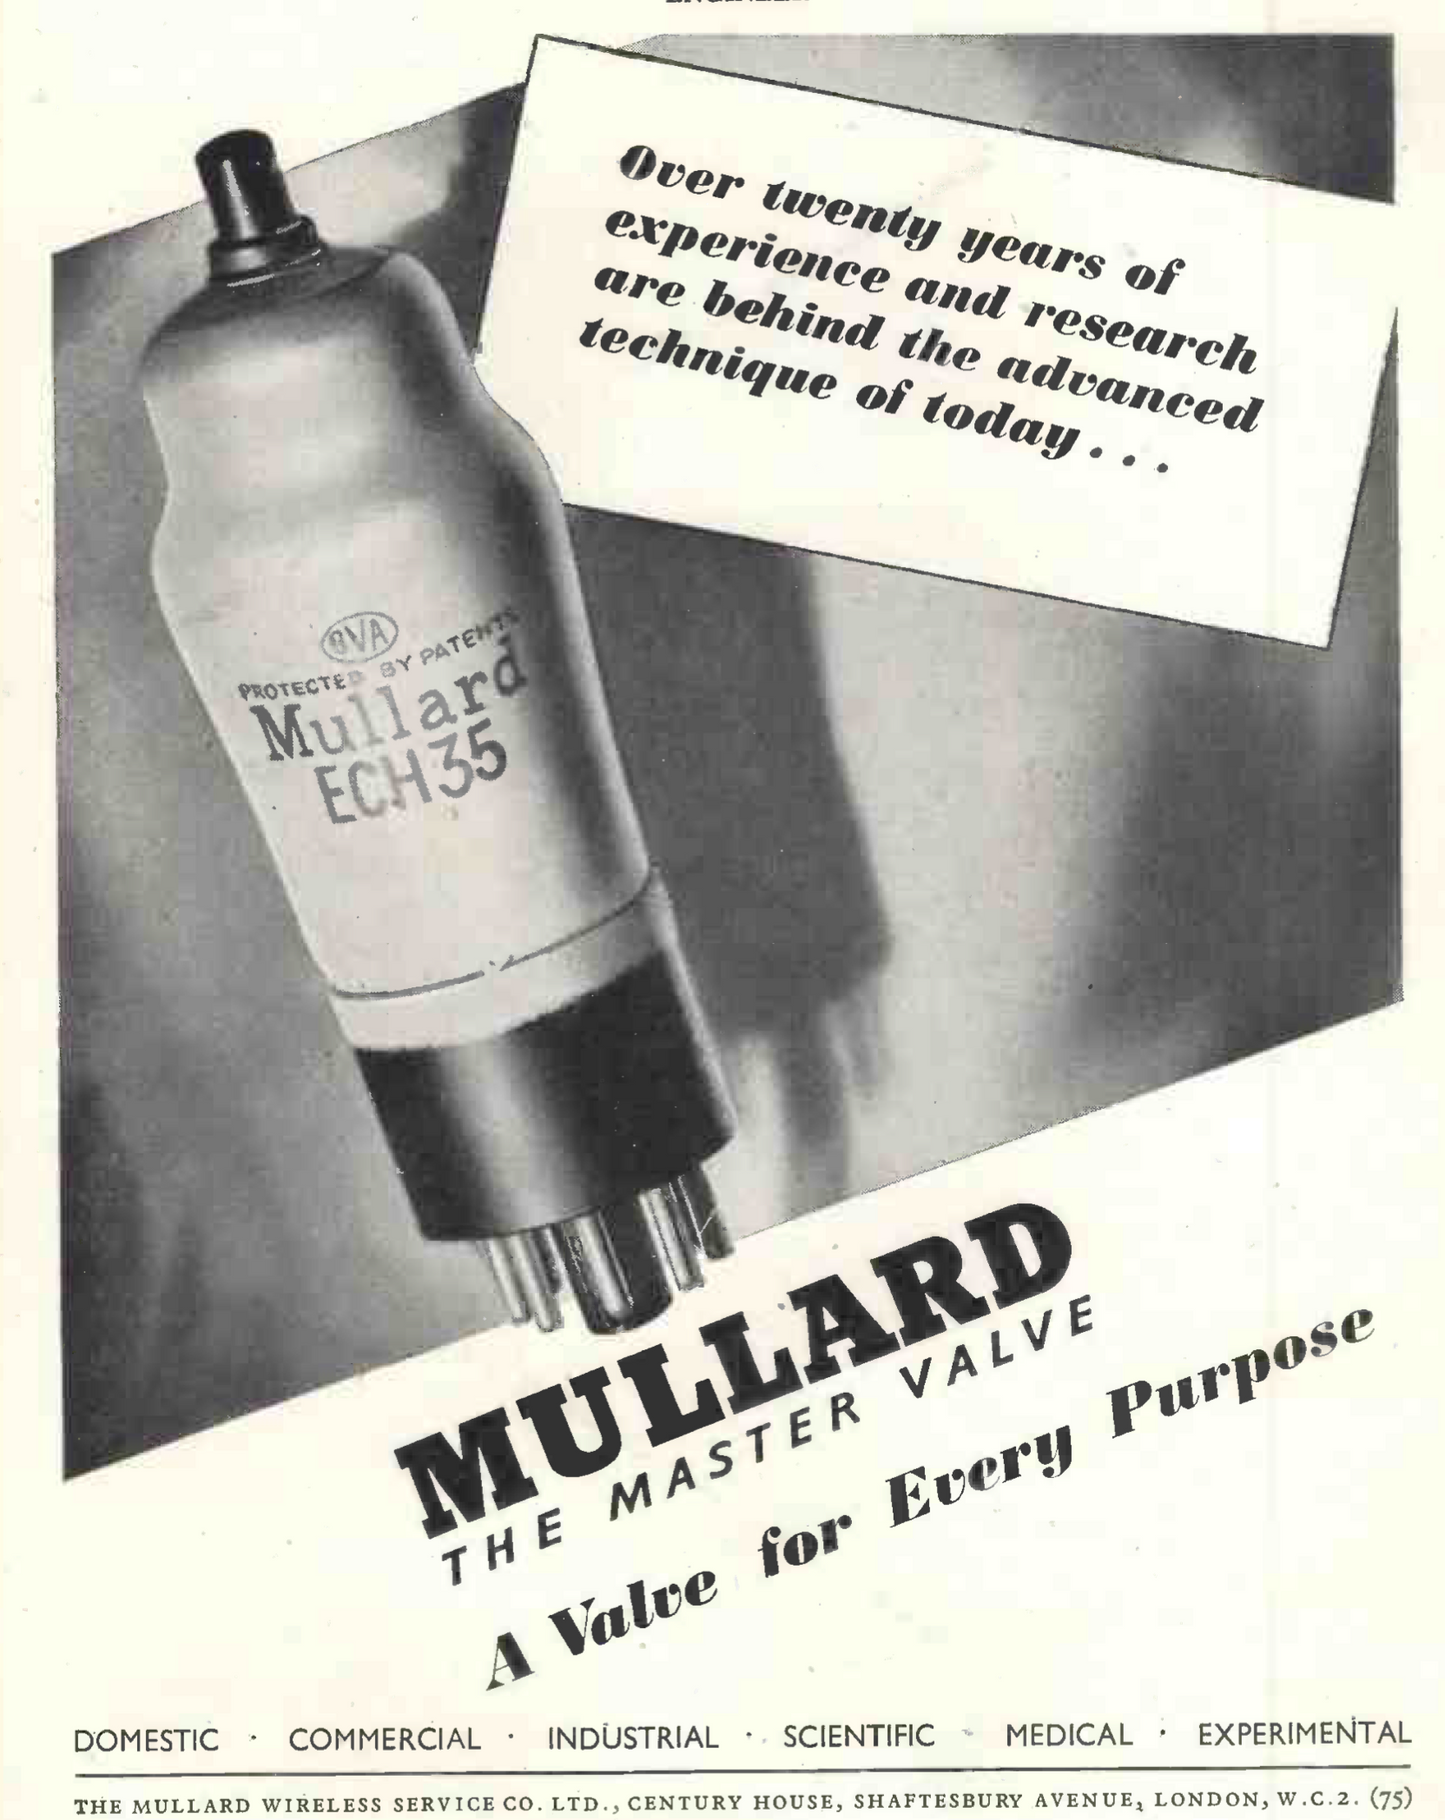 Over twenty years of
experience and research
are behind the advanced
technique of today . . .
BVA
PROTECTED BY PATENTS
Mullard
ECH35
MULLARD
THE MASTER VALVE
A Valve for Every Purpose
DOMESTIC · COMMERCIAL · INDUSTRIAL · SCIENTIFIC · MEDICAL · EXPERIMENTAL
THE MULLARD WIRELESS SERVICE CO. LTD., CENTURY HOUSE, SHAFTESBURY AVENUE, LONDON, W.C.2. (75)